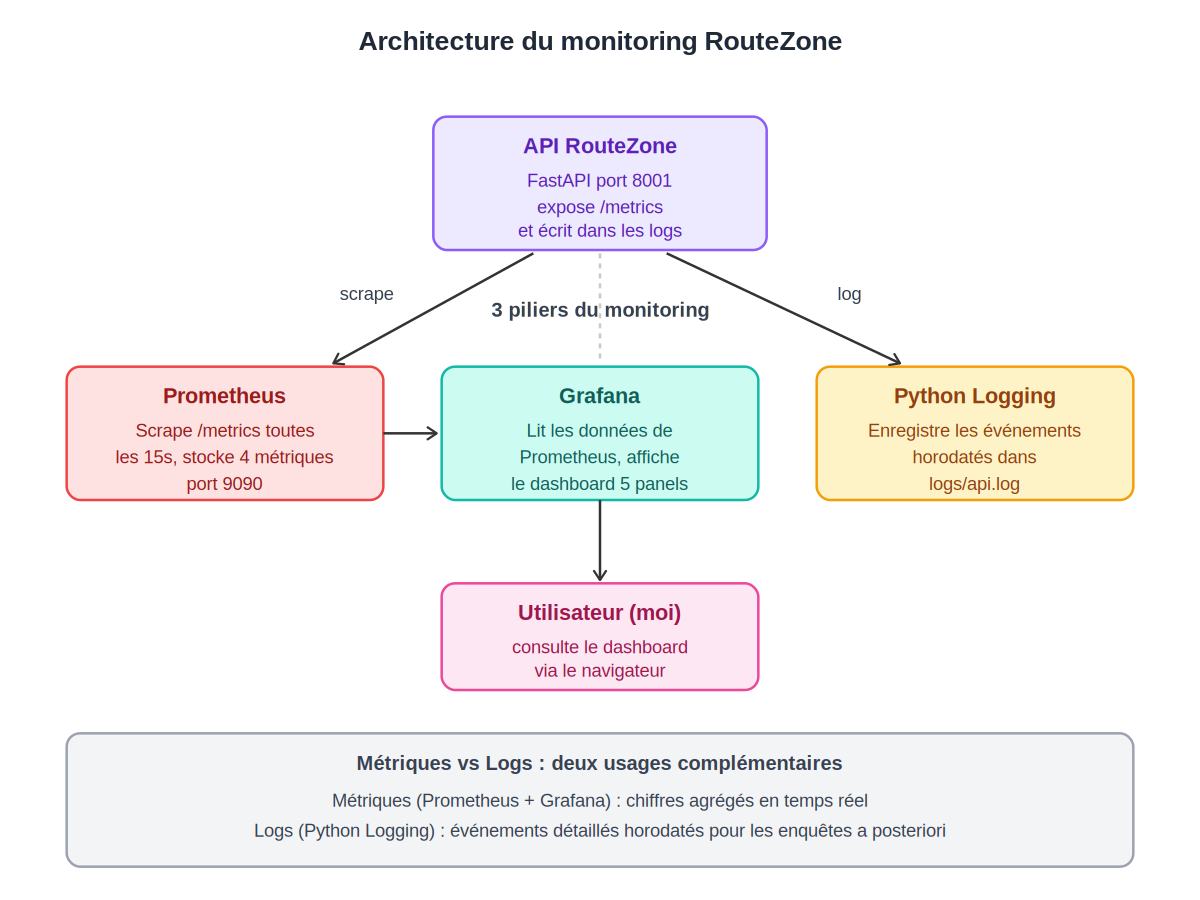 Architecture du monitoring RouteZone
API RouteZone
FastAPI port 8001
expose /metrics
et écrit dans les logs
scrape
log
3 piliers du monitoring
Prometheus
Scrape /metrics toutes
les 15s, stocke 4 métriques
port 9090
Grafana
Lit les données de
Prometheus, affiche
le dashboard 5 panels
Python Logging
Enregistre les événements
horodatés dans
logs/api.log
Utilisateur (moi)
consulte le dashboard
via le navigateur
Métriques vs Logs : deux usages complémentaires
Métriques (Prometheus + Grafana) : chiffres agrégés en temps réel
Logs (Python Logging) : événements détaillés horodatés pour les enquêtes a posteriori